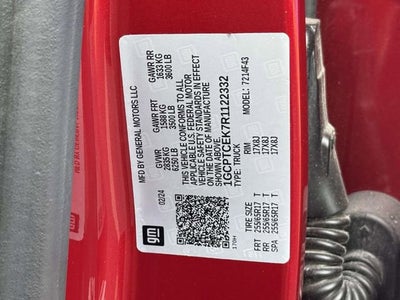 MFD BY GENERAL MOTORS LLC
02/24
GVWR GAWR FRT GAWR RR
2835 KG 1588 KG 1633 KG
6250 LB 3500 LB 3600 LB
THIS VEHICLE CONFORMS TO ALL
APPLICABLE U.S. FEDERAL MOTOR
VEHICLE SAFETY STANDARDS IN EFFECT
ON THE DATE OF MANUFACTURE
SHOWN ABOVE.
1GCPTCEK7R1122332
TYPE: TRUCK MODEL: 7214F43
gm
170H
TIRE SIZE RIM
FRT 255/65R17 T 17X8J
RR 255/65R17 T 17X8J
SPA 255/65R17 T 17X8J